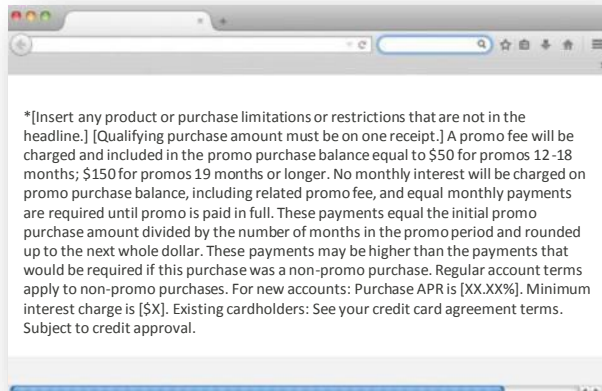 *[Insert any product or purchase limitations or restrictions that are not in the
headline.] [Qualifying purchase amount must be on one receipt.] A promo fee will be
charged and included in the promo purchase balance equal to $50 for promos 12-18
months; $150 for promos 19 months or longer. No monthly interest will be charged on
promo purchase balance, including related promo fee, and equal monthly payments
are required until promo is paid in full. These payments equal the initial promo
purchase amount divided by the number of months in the promo period and rounded
up to the next whole dollar. These payments may be higher than the payments that
would be required if this purchase was a non-promo purchase. Regular account terms
apply to non-promo purchases. For new accounts: Purchase APR is [XX.XX%]. Minimum
interest charge is [$X]. Existing cardholders: See your credit card agreement terms.
Subject to credit approval.